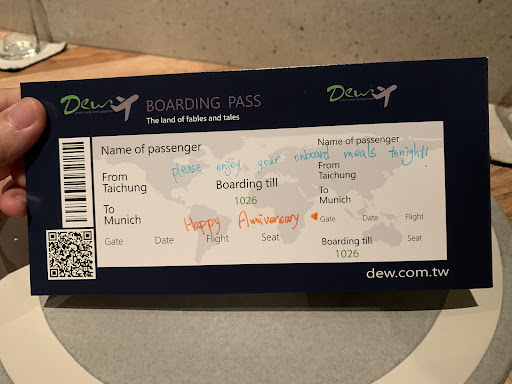 Dew
BOARDING PASS
The land of fables and tales
Dew
Name of passenger
please enjoy your onboard meals tonight!
From
Taichung
Boarding till
1026
To
Munich
Happy Anniversary
Gate Date Flight Seat
Name of passenger
From
Taichung
To
Munich
Gate Date Flight
Boarding till
1026
Seat
dew.com.tw